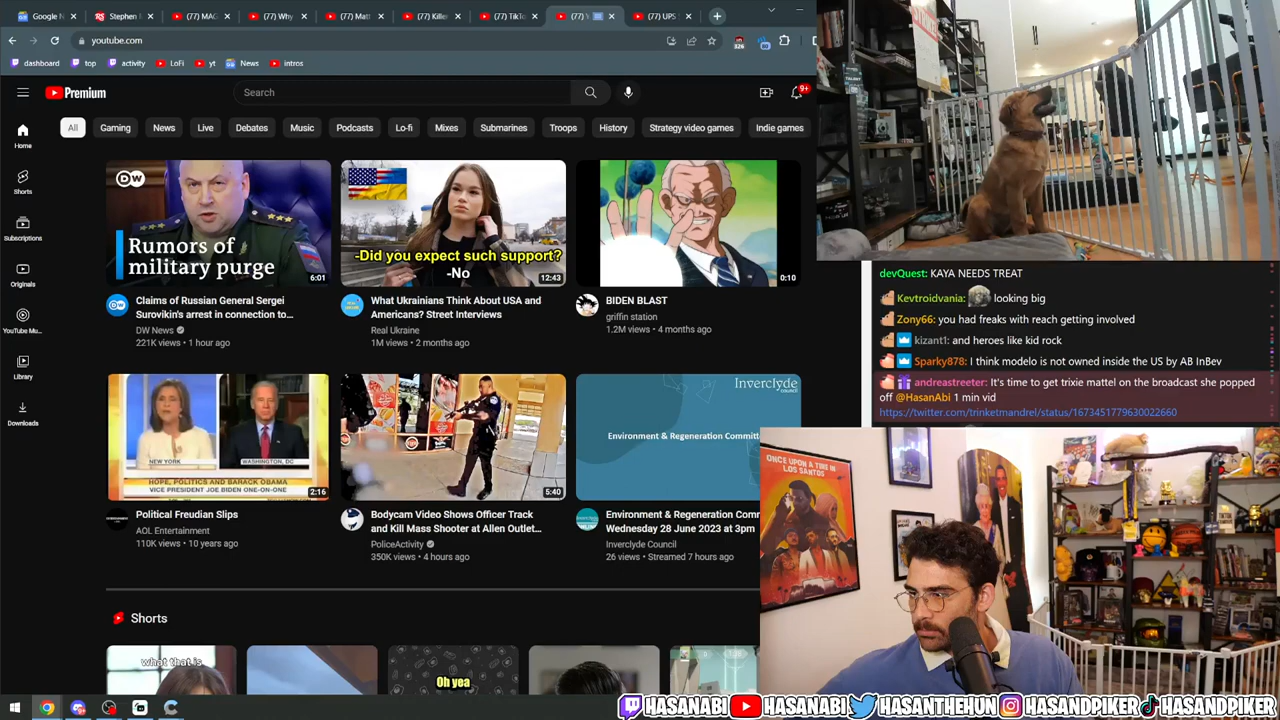 Google N
Stephen M
(77) MAG
(77) Why
(77) Matt
(77) Killer
(77) TikTo
(77) Y
(77) UPS
youtube.com
326
dashboard
top
activity
LoFi
yt
News
intros
Premium
Search
9+
All
Gaming
News
Live
Debates
Music
Podcasts
Lo-fi
Mixes
Submarines
Troops
History
Strategy video games
Indie games
Home
Shorts
Subscriptions
Originals
YouTube Mu...
Library
Downloads
DW
Rumors of
military purge
6:01
-Did you expect such support?
-No
12:43
0:10
Claims of Russian General Sergei
Surovikin's arrest in connection to...
DW News
221K views • 1 hour ago
What Ukrainians Think About USA and
Americans? Street Interviews
Real Ukraine
1M views • 2 months ago
BIDEN BLAST
griffin station
1.2M views • 4 months ago
NEW YORK
WASHINGTON, DC
HOPE, POLITICS AND BARACK OBAMA
VICE PRESIDENT JOE BIDEN ONE-ON-ONE
2:16
5:40
Inverclyde
council
Environment & Regeneration Committe
Political Freudian Slips
AOL Entertainment
110K views • 10 years ago
Bodycam Video Shows Officer Track
and Kill Mass Shooter at Allen Outlet...
PoliceActivity
350K views • 4 hours ago
Environment & Regeneration Comm
Wednesday 28 June 2023 at 3pm
Inverclyde Council
26 views • Streamed 7 hours ago
Shorts
what that is
Oh yea
devQuest: KAYA NEEDS TREAT
Kevtroidvania: looking big
Zony66: you had freaks with reach getting involved
kizant1: and heroes like kid rock
Sparky878: I think modelo is not owned inside the US by AB InBev
andreastreeter: It's time to get trixie mattel on the broadcast she popped
off @HasanAbi 1 min vid
https://twitter.com/trinketmandrel/status/1673451779630022660
ONCE UPON A TIME IN
LOS SANTOS
HASANABI
HASANABI
HASANTHEHUN
HASANDPIKER
HASANDPIKER